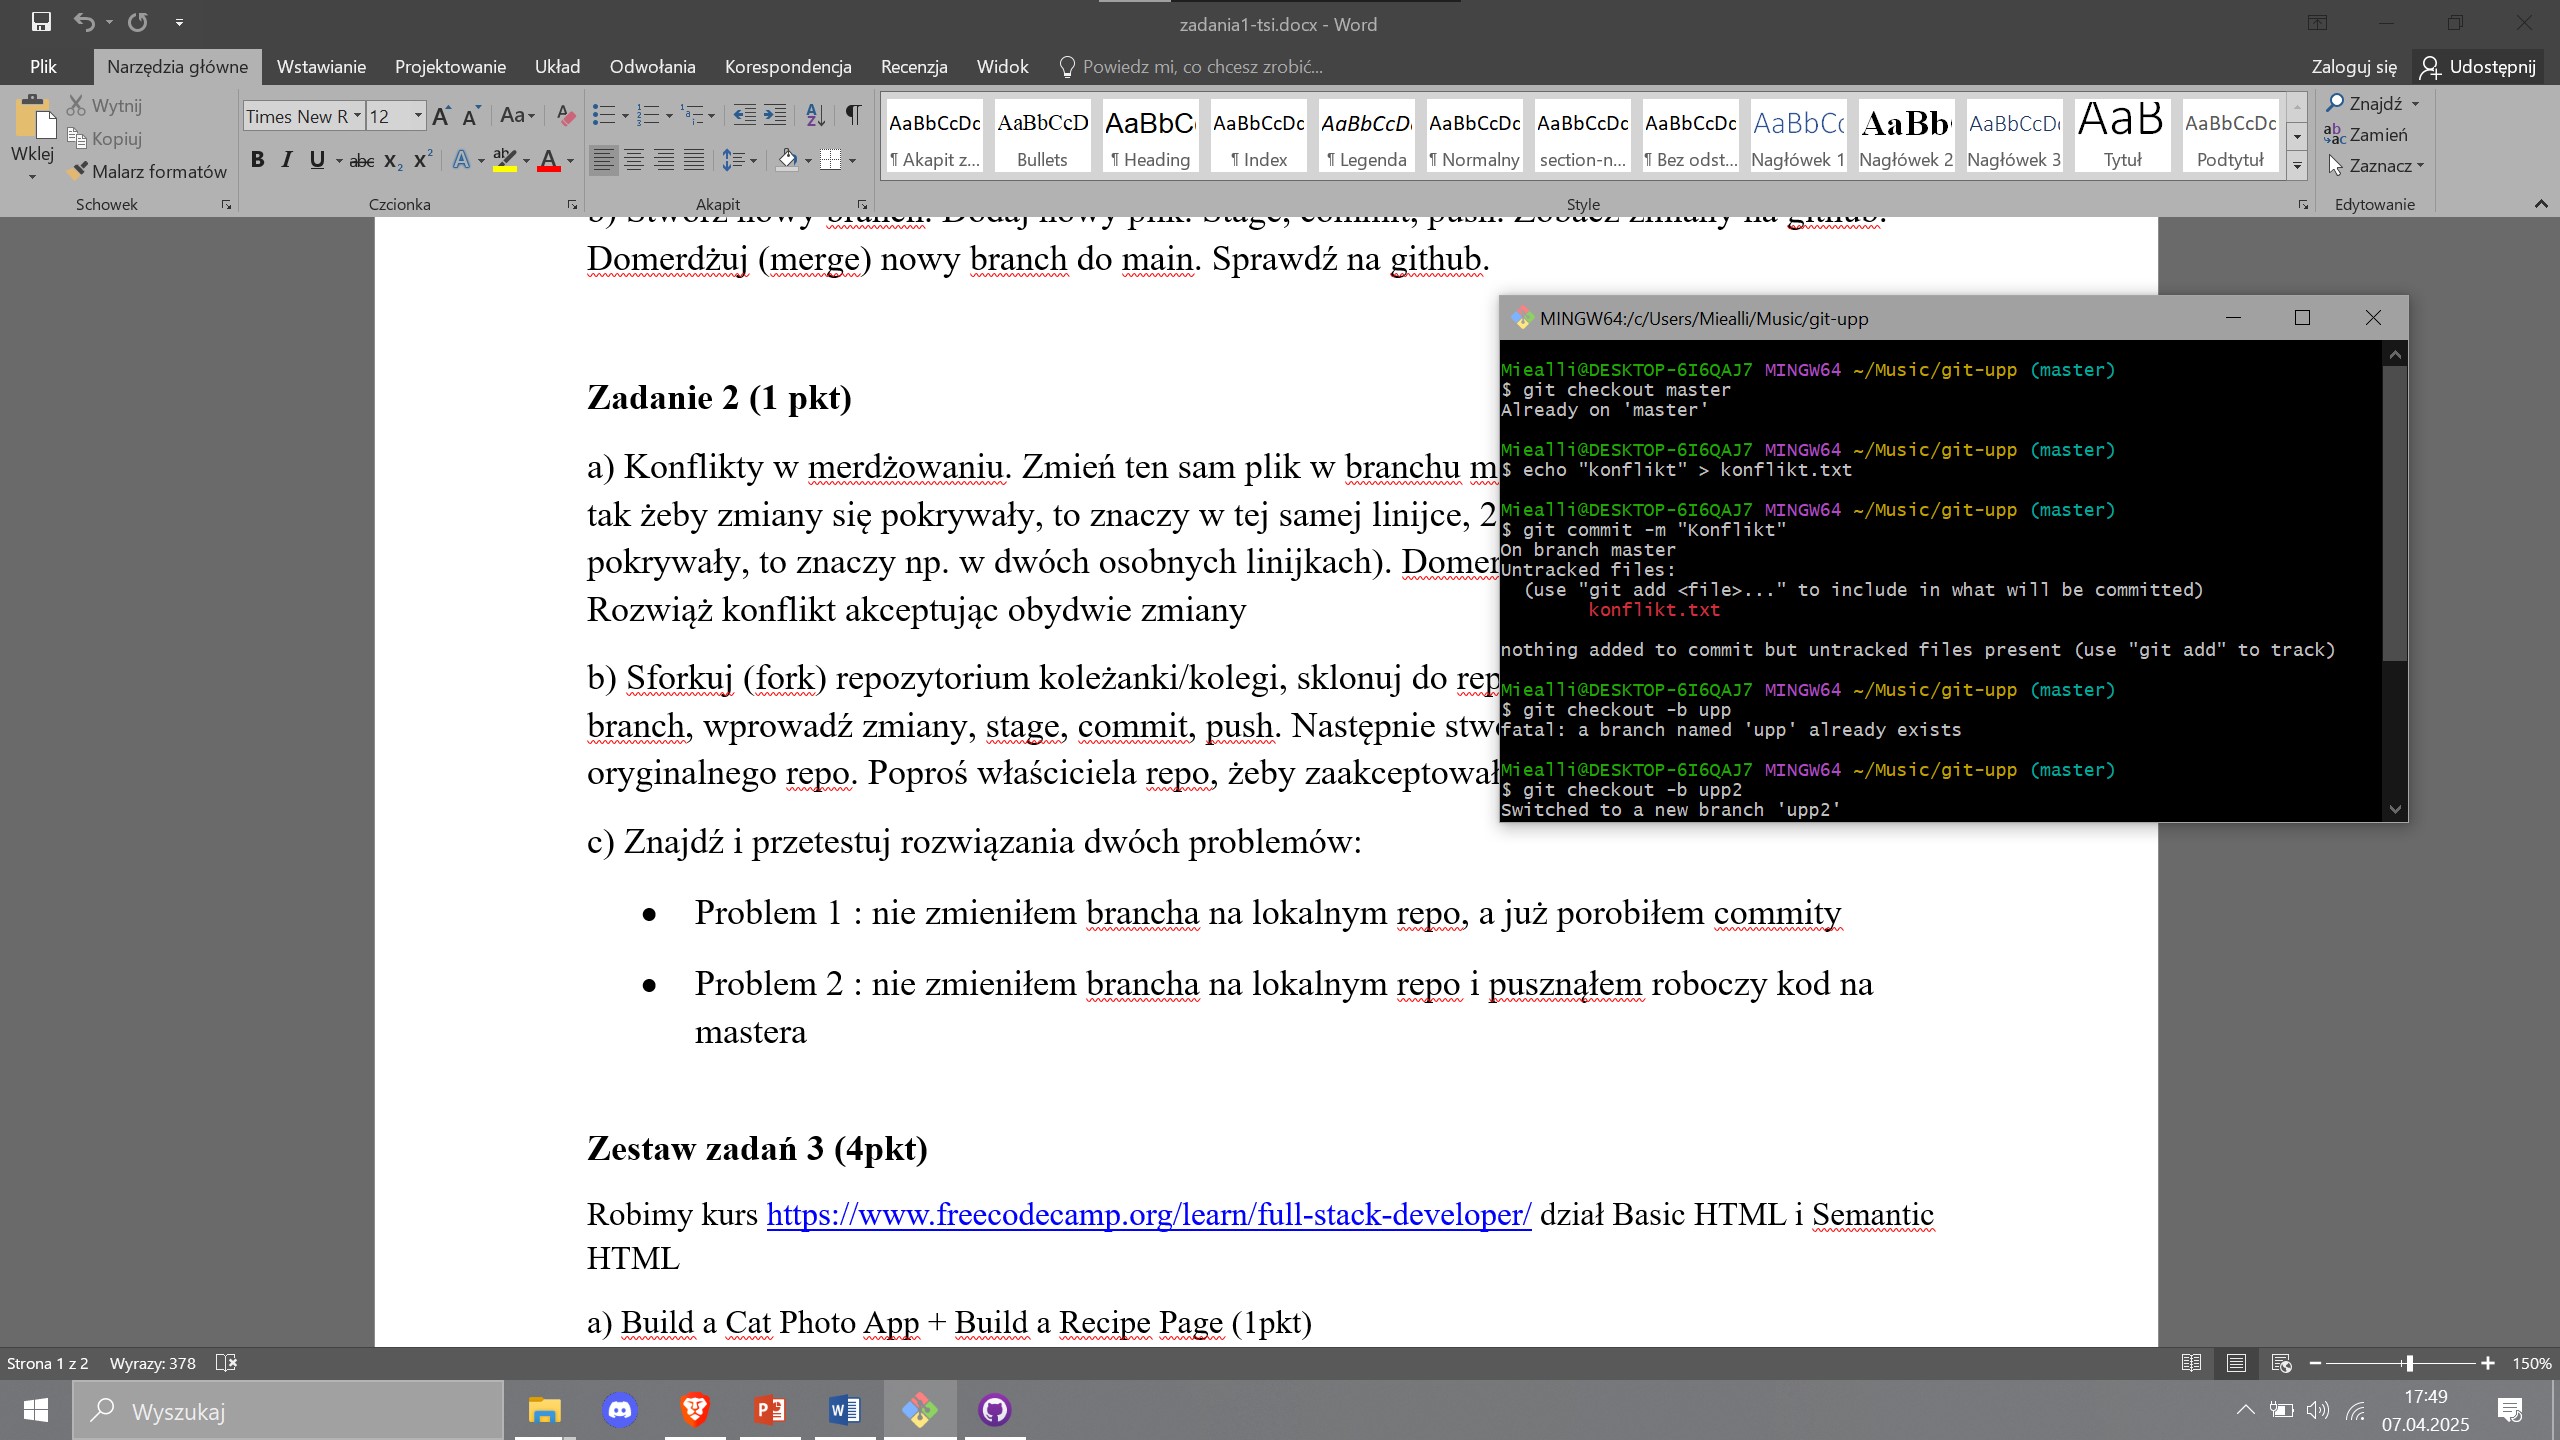 zadania1-tsi.docx - Word
Plik
Narzędzia główne
Wstawianie
Projektowanie
Układ
Odwołania
Korespondencja
Recenzja
Widok
Powiedz mi, co chcesz zrobić...
Zaloguj się
Udostępnij
Wklej
Wytnij
Kopiuj
Malarz formatów
Schowek
Times New R
12
Czcionka
Akapit
AaBbCcDc
¶ Akapit z...
AaBbCcD
Bullets
AaBbC
¶ Heading
AaBbCcDc
¶ Index
AaBbCcD.
¶ Legenda
AaBbCcDc
¶ Normalny
AaBbCcDc
section-n...
AaBbCcDc
¶ Bez odst...
AaBbCc
Nagłówek 1
AaBb
Nagłówek 2
AaBbCcD
Nagłówek 3
AaB
Tytuł
AaBbCcDc
Podtytuł
Style
Znajdź
Zamień
Zaznacz
Edytowanie
b) Stwórz nowy branch. Dodaj nowy plik. Stage, commit, push. Zobacz zmiany na github.
Domerdżuj (merge) nowy branch do main. Sprawdź na github.
Zadanie 2 (1 pkt)
a) Konflikty w merdżowaniu. Zmień ten sam plik w branchu m
tak żeby zmiany się pokrywały, to znaczy w tej samej linijce, 2
pokrywały, to znaczy np. w dwóch osobnych linijkach). Domer
Rozwiąż konflikt akceptując obydwie zmiany
b) Sforkuj (fork) repozytorium koleżanki/kolegi, sklonuj do rep
branch, wprowadź zmiany, stage, commit, push. Następnie stwo
oryginalnego repo. Poproś właściciela repo, żeby zaakceptował
c) Znajdź i przetestuj rozwiązania dwóch problemów:
• Problem 1 : nie zmieniłem brancha na lokalnym repo, a już porobiłem commity
• Problem 2 : nie zmieniłem brancha na lokalnym repo i pusznąłem roboczy kod na
mastera
Zestaw zadań 3 (4pkt)
Robimy kurs https://www.freecodecamp.org/learn/full-stack-developer/ dział Basic HTML i Semantic
HTML
a) Build a Cat Photo App + Build a Recipe Page (1pkt)
MINGW64:/c/Users/Miealli/Music/git-upp
Miealli@DESKTOP-6I6QAJ7 MINGW64 ~/Music/git-upp (master)
$ git checkout master
Already on 'master'
Miealli@DESKTOP-6I6QAJ7 MINGW64 ~/Music/git-upp (master)
$ echo "konflikt" > konflikt.txt
Miealli@DESKTOP-6I6QAJ7 MINGW64 ~/Music/git-upp (master)
$ git commit -m "Konflikt"
On branch master
Untracked files:
(use "git add <file>..." to include in what will be committed)
konflikt.txt
nothing added to commit but untracked files present (use "git add" to track)
Miealli@DESKTOP-6I6QAJ7 MINGW64 ~/Music/git-upp (master)
$ git checkout -b upp
fatal: a branch named 'upp' already exists
Miealli@DESKTOP-6I6QAJ7 MINGW64 ~/Music/git-upp (master)
$ git checkout -b upp2
Switched to a new branch 'upp2'
Strona 1 z 2
Wyrazy: 378
150%
Wyszukaj
17:49
07.04.2025